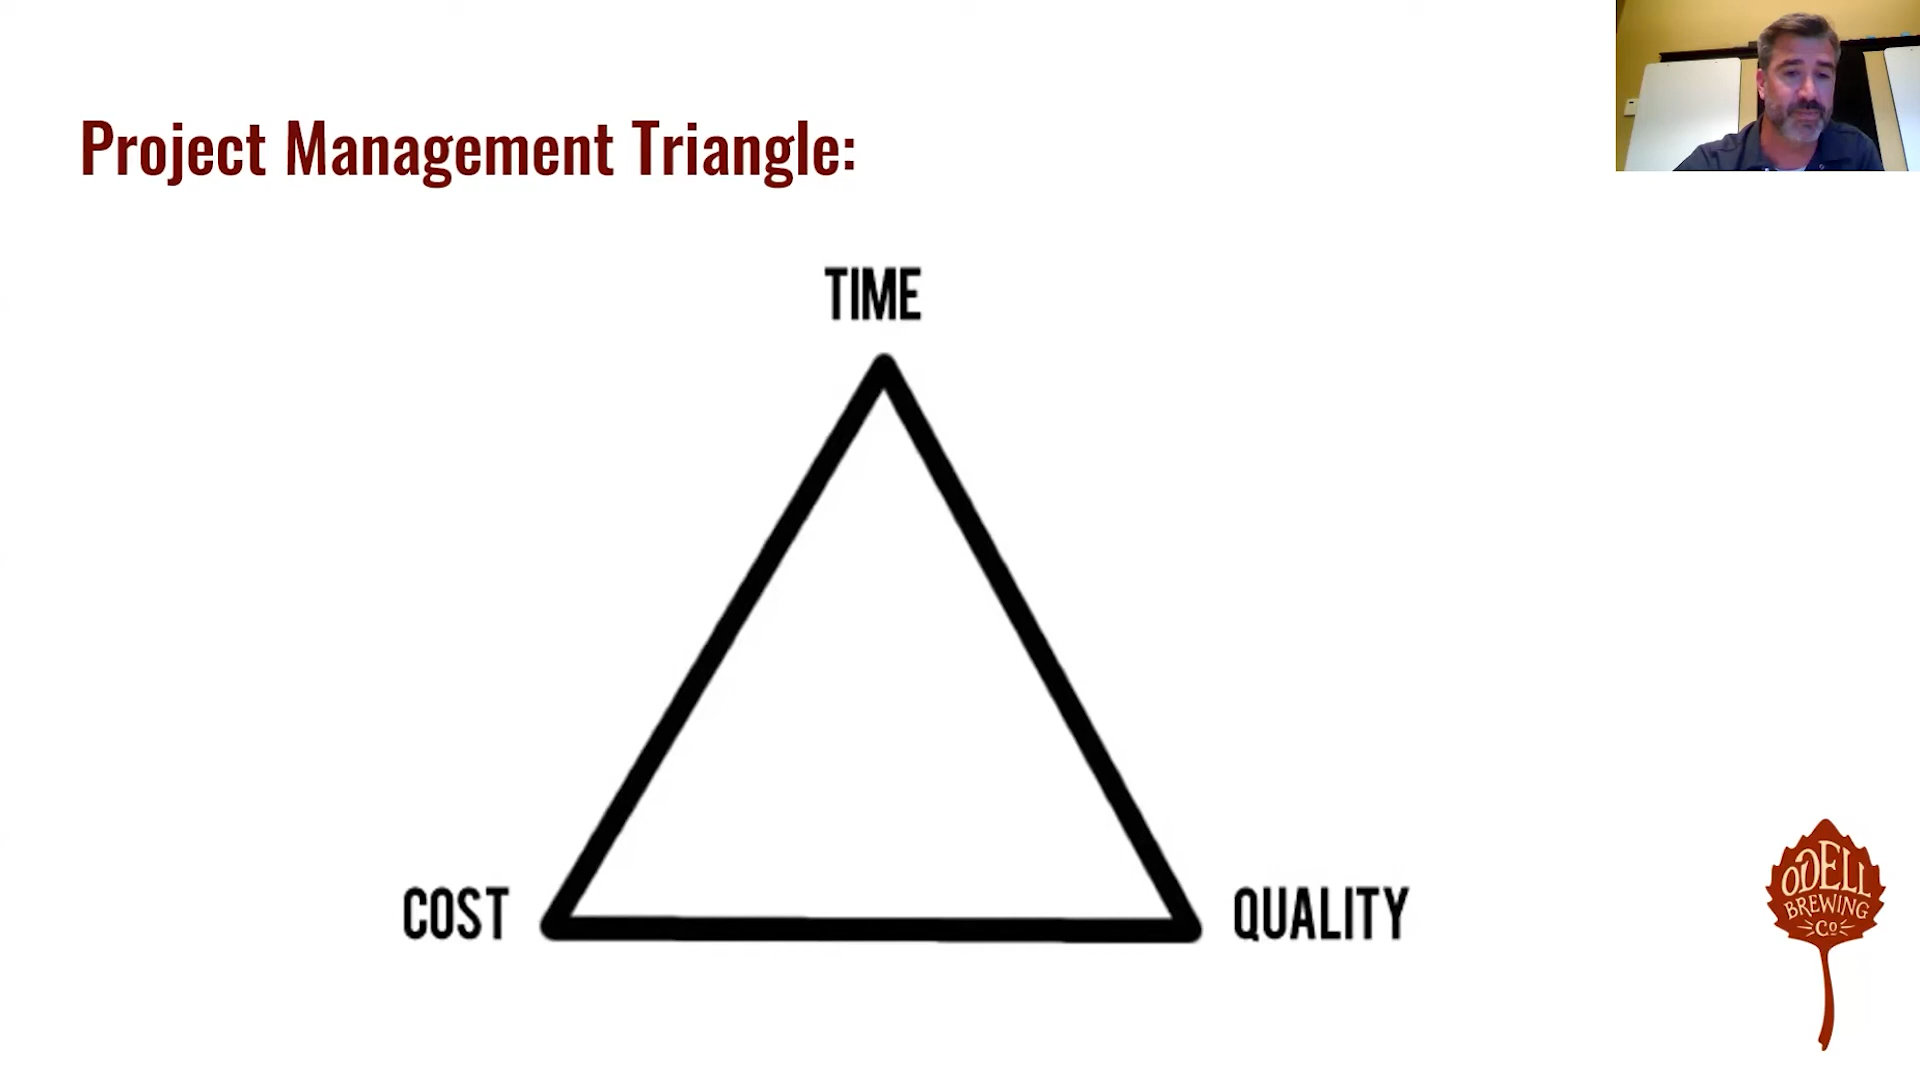 Project Management Triangle:
TIME
COST
QUALITY
ODELL
BREWING
Co